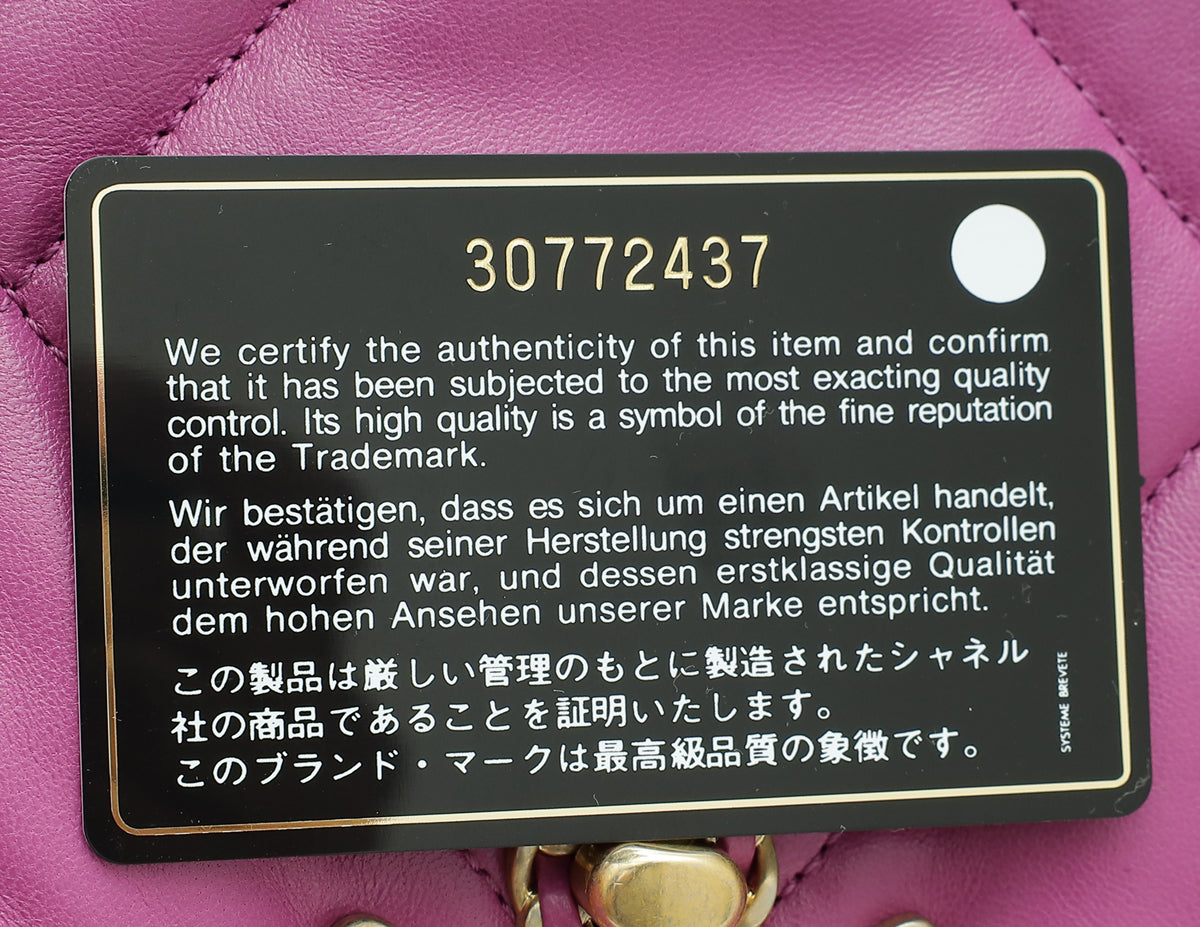 30772437
We certify the authenticity of this item and confirm
that it has been subjected to the most exacting quality
control. Its high quality is a symbol of the fine reputation
of the Trademark.
Wir bestätigen, dass es sich um einen Artikel handelt,
der während seiner Herstellung strengsten Kontrollen
unterworfen war, und dessen erstklassige Qualität
dem hohen Ansehen unserer Marke entspricht.
この製品は厳しい管理のもとに製造されたシャネル
社の商品であることを証明いたします。
このブランド・マークは最高級品質の象徴です。
SYSTEME BREVETE